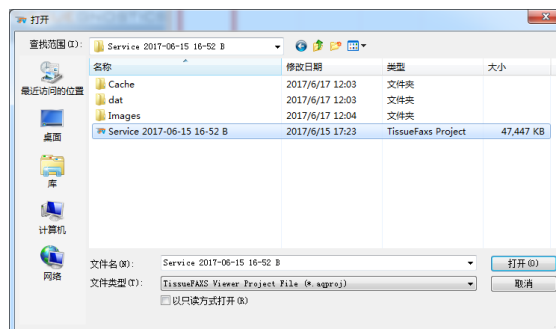 打开
查找范围(I): Service 2017-06-15 16-52 B
名称 修改日期 类型 大小
Cache 2017/6/17 12:03 文件夹
dat 2017/6/17 12:03 文件夹
Images 2017/6/17 12:04 文件夹
Service 2017-06-15 16-52 B 2017/6/15 17:23 TissueFaxs Project 47,447 KB
最近访问的位置
桌面
库
计算机
网络
文件名(N): Service 2017-06-15 16-52 B 打开(O)
文件类型(T): TissueFAXS Viewer Project File (*.aqproj) 取消
以只读方式打开(R)